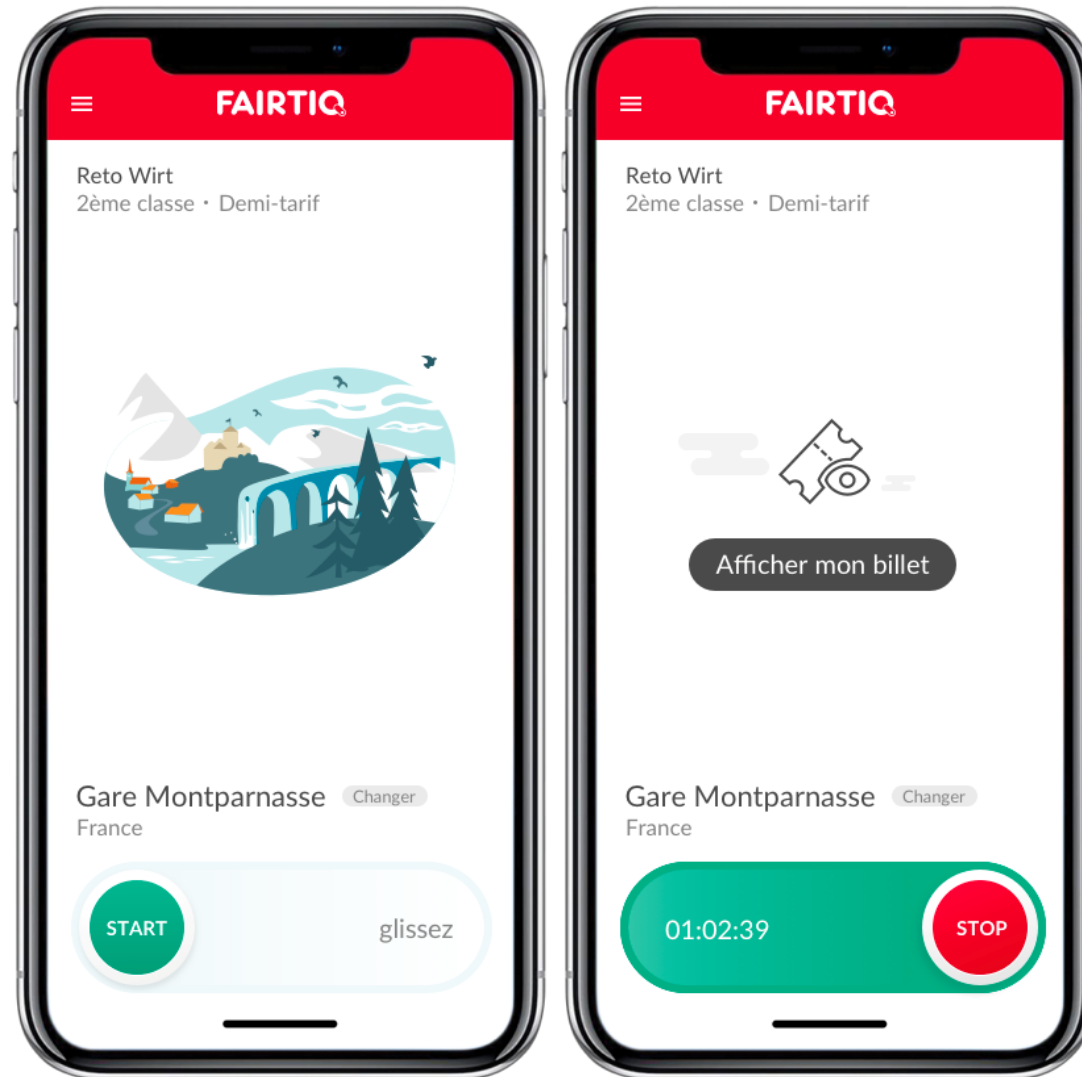 FAIRTIQ
Reto Wirt
2ème classe · Demi-tarif
Gare Montparnasse Changer
France
START glissez
FAIRTIQ
Reto Wirt
2ème classe · Demi-tarif
Afficher mon billet
Gare Montparnasse Changer
France
01:02:39 STOP